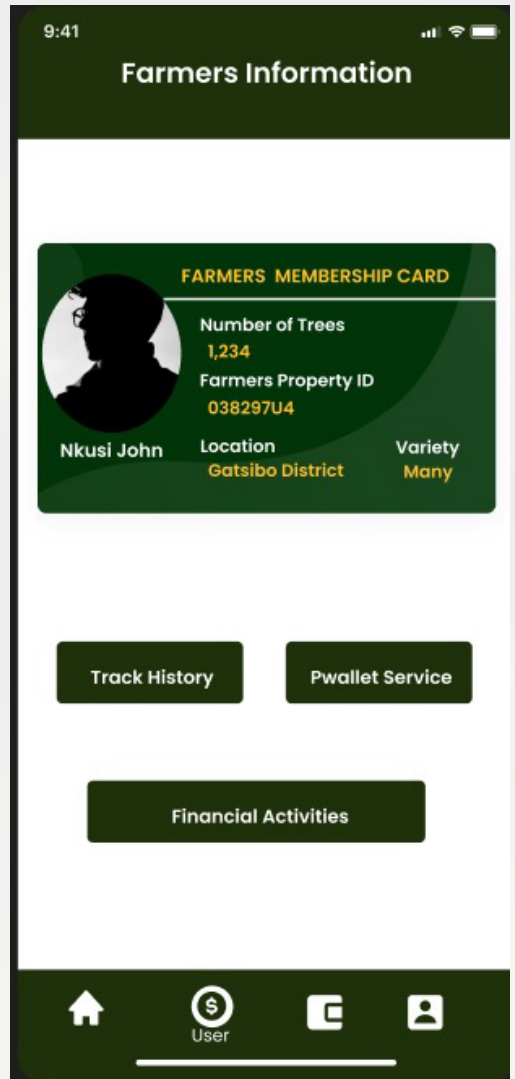 9:41
Farmers Information
FARMERS MEMBERSHIP CARD
Number of Trees
1,234
Farmers Property ID
038297U4
Nkusi John
Location
Gatsibo District
Variety
Many
Track History
Pwallet Service
Financial Activities
User